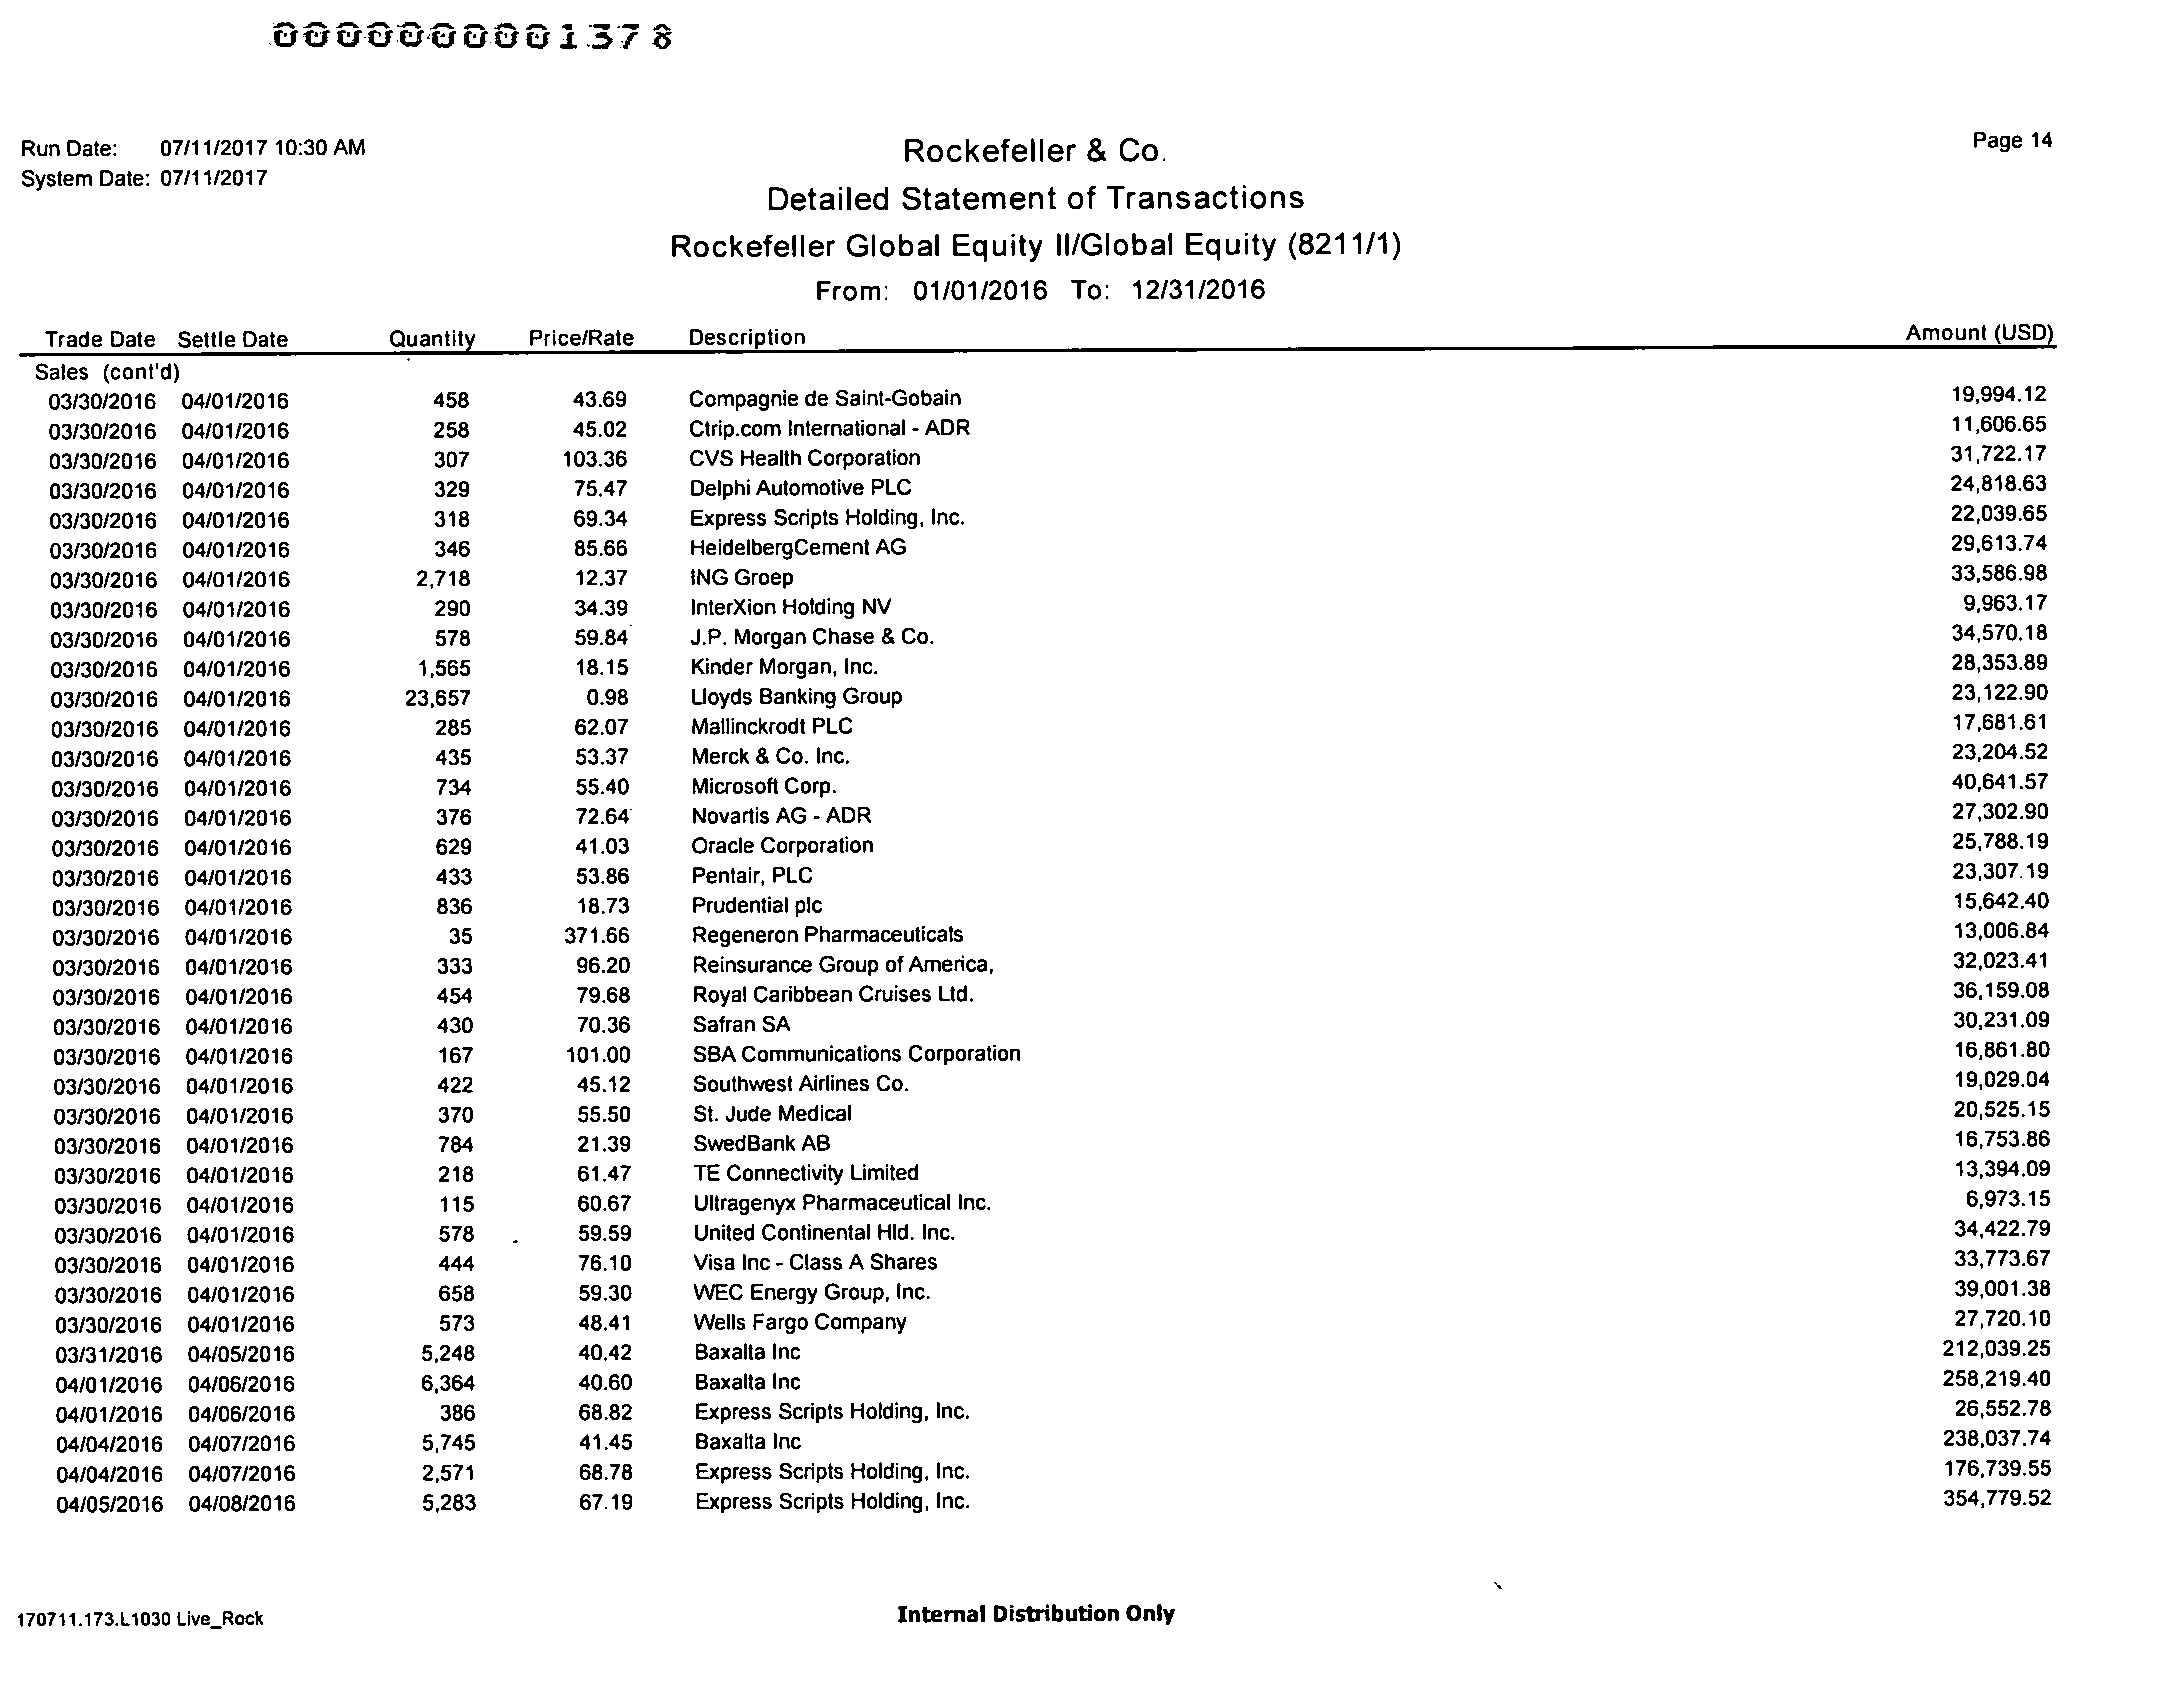 0000000001378
Run Date: 07/11/2017 10:30 AM
Rockefeller & Co.
Page 14
System Date: 07/11/2017
Detailed Statement of Transactions
Rockefeller Global Equity II/Global Equity (8211/1)
From: 01/01/2016 To: 12/31/2016
Trade Date Settle Date Quantity Price/Rate Description Amount (USD)
Sales (cont'd)
03/30/2016 04/01/2016 458 43.69 Compagnie de Saint-Gobain 19,994.12
03/30/2016 04/01/2016 258 45.02 Ctrip.com International - ADR 11,606.65
03/30/2016 04/01/2016 307 103.36 CVS Health Corporation 31,722.17
03/30/2016 04/01/2016 329 75.47 Delphi Automotive PLC 24,818.63
03/30/2016 04/01/2016 318 69.34 Express Scripts Holding, Inc. 22,039.65
03/30/2016 04/01/2016 346 85.66 HeidelbergCement AG 29,613.74
03/30/2016 04/01/2016 2,718 12.37 ING Groep 33,586.98
03/30/2016 04/01/2016 290 34.39 InterXion Holding NV 9,963.17
03/30/2016 04/01/2016 578 59.84 J.P. Morgan Chase & Co. 34,570.18
03/30/2016 04/01/2016 1,565 18.15 Kinder Morgan, Inc. 28,353.89
03/30/2016 04/01/2016 23,657 0.98 Lloyds Banking Group 23,122.90
03/30/2016 04/01/2016 285 62.07 Mallinckrodt PLC 17,681.61
03/30/2016 04/01/2016 435 53.37 Merck & Co. Inc. 23,204.52
03/30/2016 04/01/2016 734 55.40 Microsoft Corp. 40,641.57
03/30/2016 04/01/2016 376 72.64 Novartis AG - ADR 27,302.90
03/30/2016 04/01/2016 629 41.03 Oracle Corporation 25,788.19
03/30/2016 04/01/2016 433 53.86 Pentair, PLC 23,307.19
03/30/2016 04/01/2016 836 18.73 Prudential plc 15,642.40
03/30/2016 04/01/2016 35 371.66 Regeneron Pharmaceuticals 13,006.84
03/30/2016 04/01/2016 333 96.20 Reinsurance Group of America, 32,023.41
03/30/2016 04/01/2016 454 79.68 Royal Caribbean Cruises Ltd. 36,159.08
03/30/2016 04/01/2016 430 70.36 Safran SA 30,231.09
03/30/2016 04/01/2016 167 101.00 SBA Communications Corporation 16,861.80
03/30/2016 04/01/2016 422 45.12 Southwest Airlines Co. 19,029.04
03/30/2016 04/01/2016 370 55.50 St. Jude Medical 20,525.15
03/30/2016 04/01/2016 784 21.39 SwedBank AB 16,753.86
03/30/2016 04/01/2016 218 61.47 TE Connectivity Limited 13,394.09
03/30/2016 04/01/2016 115 60.67 Ultragenyx Pharmaceutical Inc. 6,973.15
03/30/2016 04/01/2016 578 59.59 United Continental Hld. Inc. 34,422.79
03/30/2016 04/01/2016 444 76.10 Visa Inc - Class A Shares 33,773.67
03/30/2016 04/01/2016 658 59.30 WEC Energy Group, Inc. 39,001.38
03/30/2016 04/01/2016 573 48.41 Wells Fargo Company 27,720.10
03/31/2016 04/05/2016 5,248 40.42 Baxalta Inc 212,039.25
04/01/2016 04/06/2016 6,364 40.60 Baxalta Inc 258,219.40
04/01/2016 04/06/2016 386 68.82 Express Scripts Holding, Inc. 26,552.78
04/04/2016 04/07/2016 5,745 41.45 Baxalta Inc 238,037.74
04/04/2016 04/07/2016 2,571 68.78 Express Scripts Holding, Inc. 176,739.55
04/05/2016 04/08/2016 5,283 67.19 Express Scripts Holding, Inc. 354,779.52
170711.173.L1030 Live_Rock
Internal Distribution Only